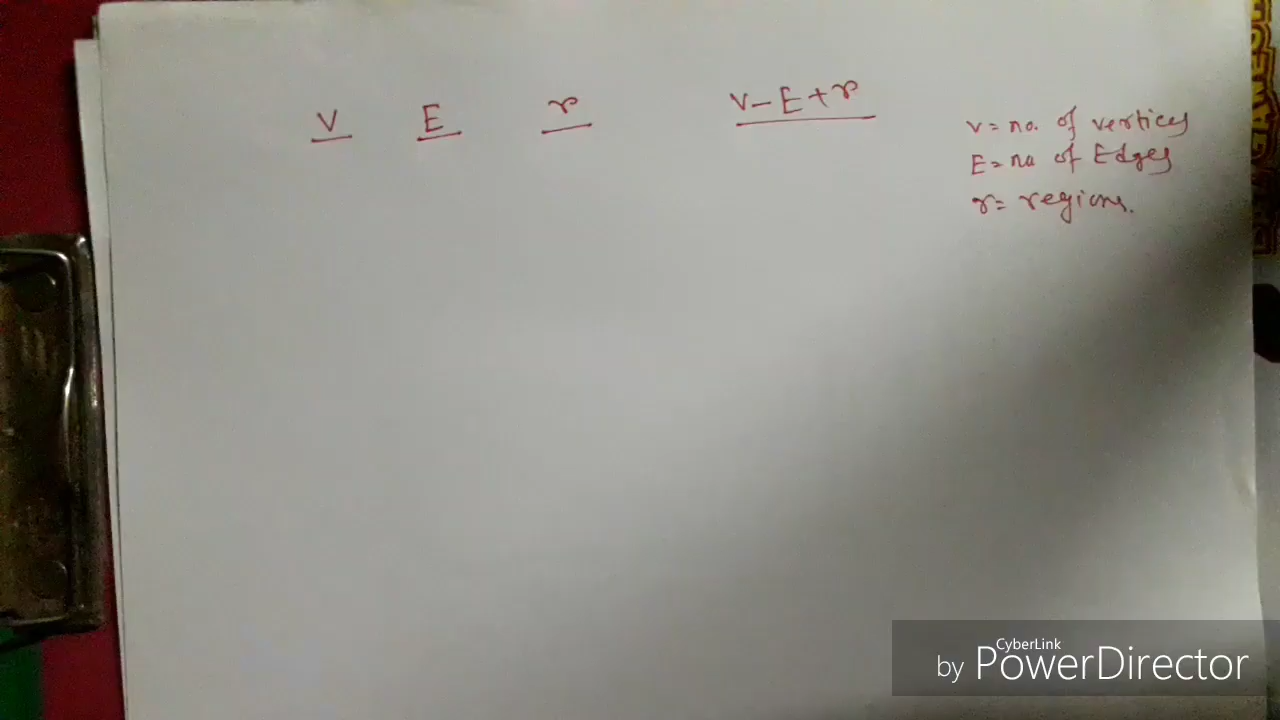 V E r V-E+r
V = no. of vertices
E = no of Edges
r = regions.
CyberLink
by PowerDirector